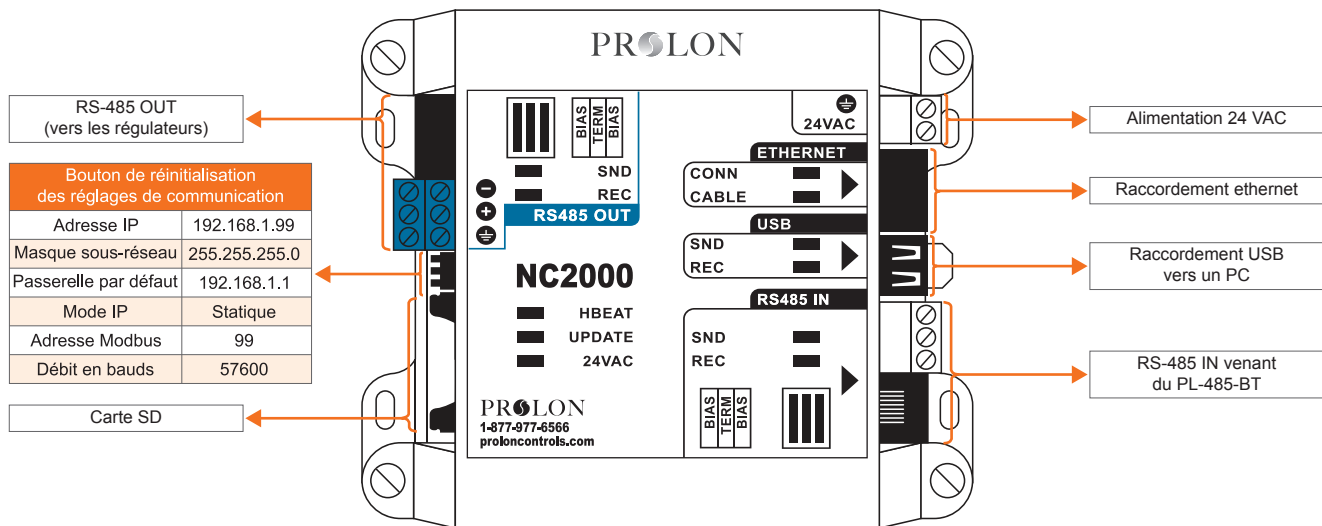 PROLON
RS-485 OUT
(vers les régulateurs)
Bouton de réinitialisation
des réglages de communication
Adresse IP 192.168.1.99
Masque sous-réseau 255.255.255.0
Passerelle par défaut 192.168.1.1
Mode IP Statique
Adresse Modbus 99
Débit en bauds 57600
Carte SD
BIAS
TERM
BIAS
SND
REC
RS485 OUT
NC2000
HBEAT
UPDATE
24VAC
PROLON
1-877-977-6566
proloncontrols.com
24VAC
ETHERNET
CONN
CABLE
USB
SND
REC
RS485 IN
SND
REC
BIAS
TERM
BIAS
Alimentation 24 VAC
Raccordement ethernet
Raccordement USB
vers un PC
RS-485 IN venant
du PL-485-BT